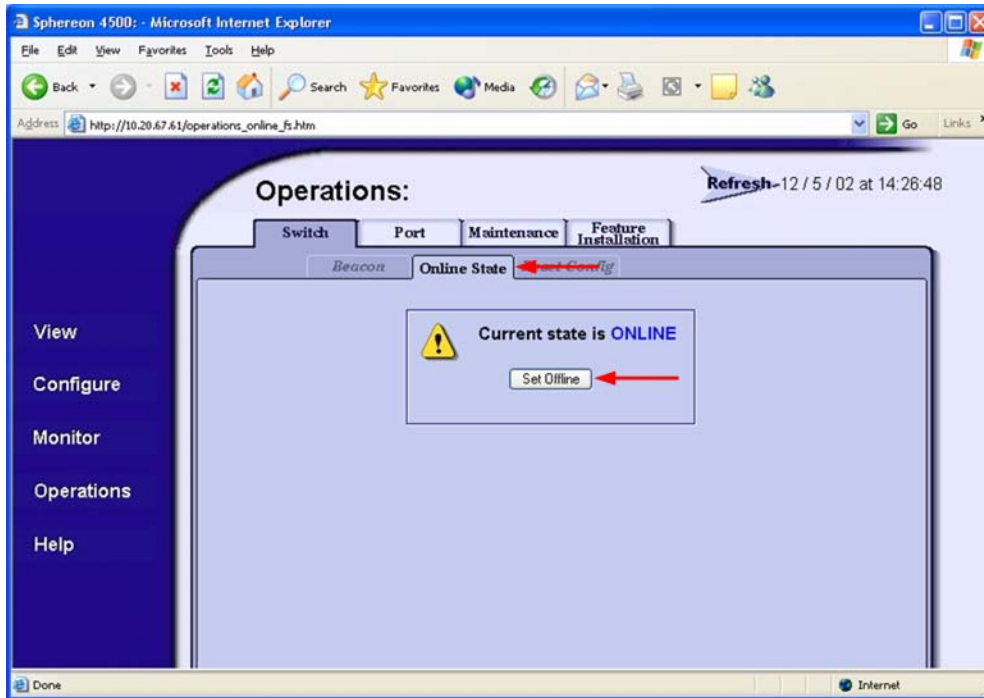 Sphereon 4500: - Microsoft Internet Explorer
File Edit View Favorites Tools Help
Back Search Favorites Media
Address http://10.20.67.61/operations_online_fs.htm Go Links
Operations:
Refresh 12 / 5 / 02 at 14:26:48
Switch Port Maintenance Feature Installation
Beacon Online State Reset Config
Current state is ONLINE
Set Offline
View
Configure
Monitor
Operations
Help
Done Internet